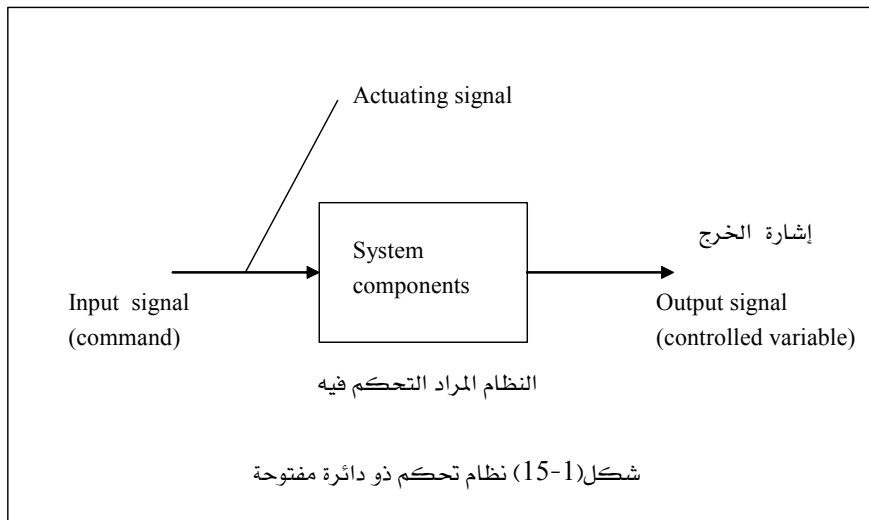 Actuating signal
System
components
إشارة الخرج
Input signal
(command)
Output signal
(controlled variable)
النظام المراد التحكم فيه
شكل(1-15) نظام تحكم ذو دائرة مفتوحة